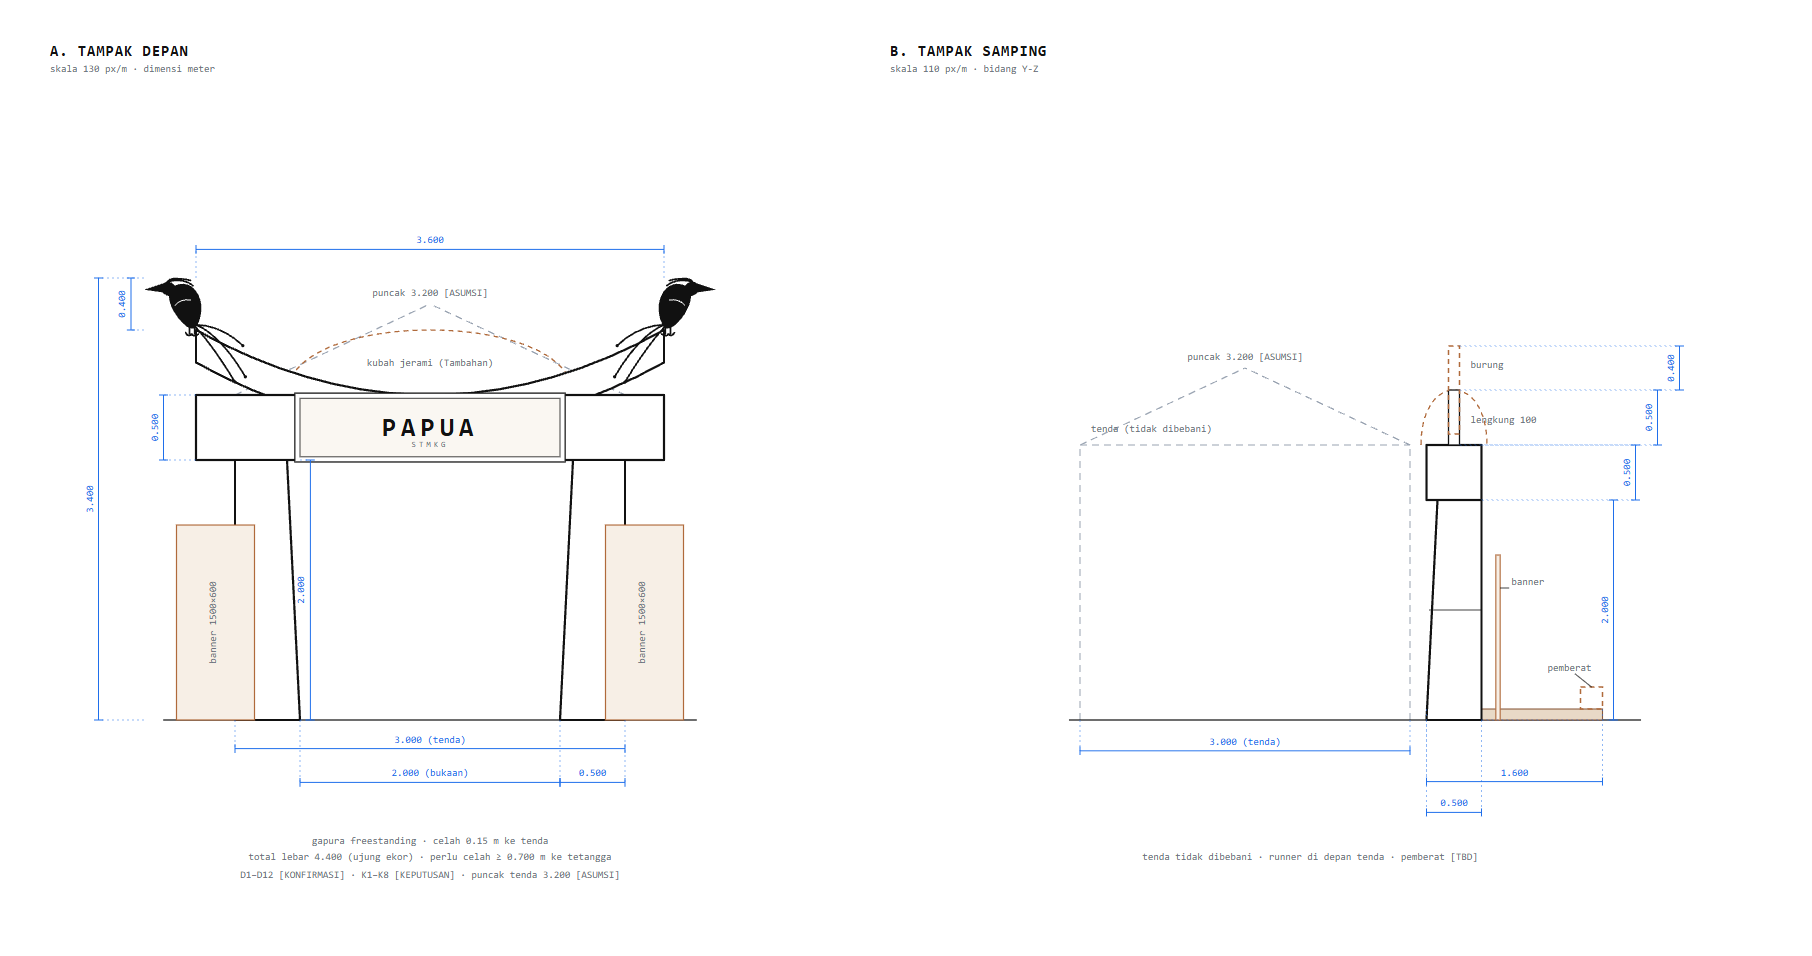 A. TAMPAK DEPAN
skala 130 px/m · dimensi meter
3.600
0.400
puncak 3.200 [ASUMSI]
kubah jerami (Tambahan)
0.500
PAPUA
STMKG
3.400
2.000
banner 1500×600
banner 1500×600
3.000 (tenda)
2.000 (bukaan)
0.500
gapura freestanding · celah 0.15 m ke tenda
total lebar 4.400 (ujung ekor) · perlu celah ≥ 0.700 m ke tetangga
D1–D12 [KONFIRMASI] · K1–K8 [KEPUTUSAN] · puncak tenda 3.200 [ASUMSI]
B. TAMPAK SAMPING
skala 110 px/m · bidang Y-Z
puncak 3.200 [ASUMSI]
burung
0.400
tenda (tidak dibebani)
lengkung 100
0.500
0.500
banner
2.000
pemberat
3.000 (tenda)
1.600
0.500
tenda tidak dibebani · runner di depan tenda · pemberat [TBD]